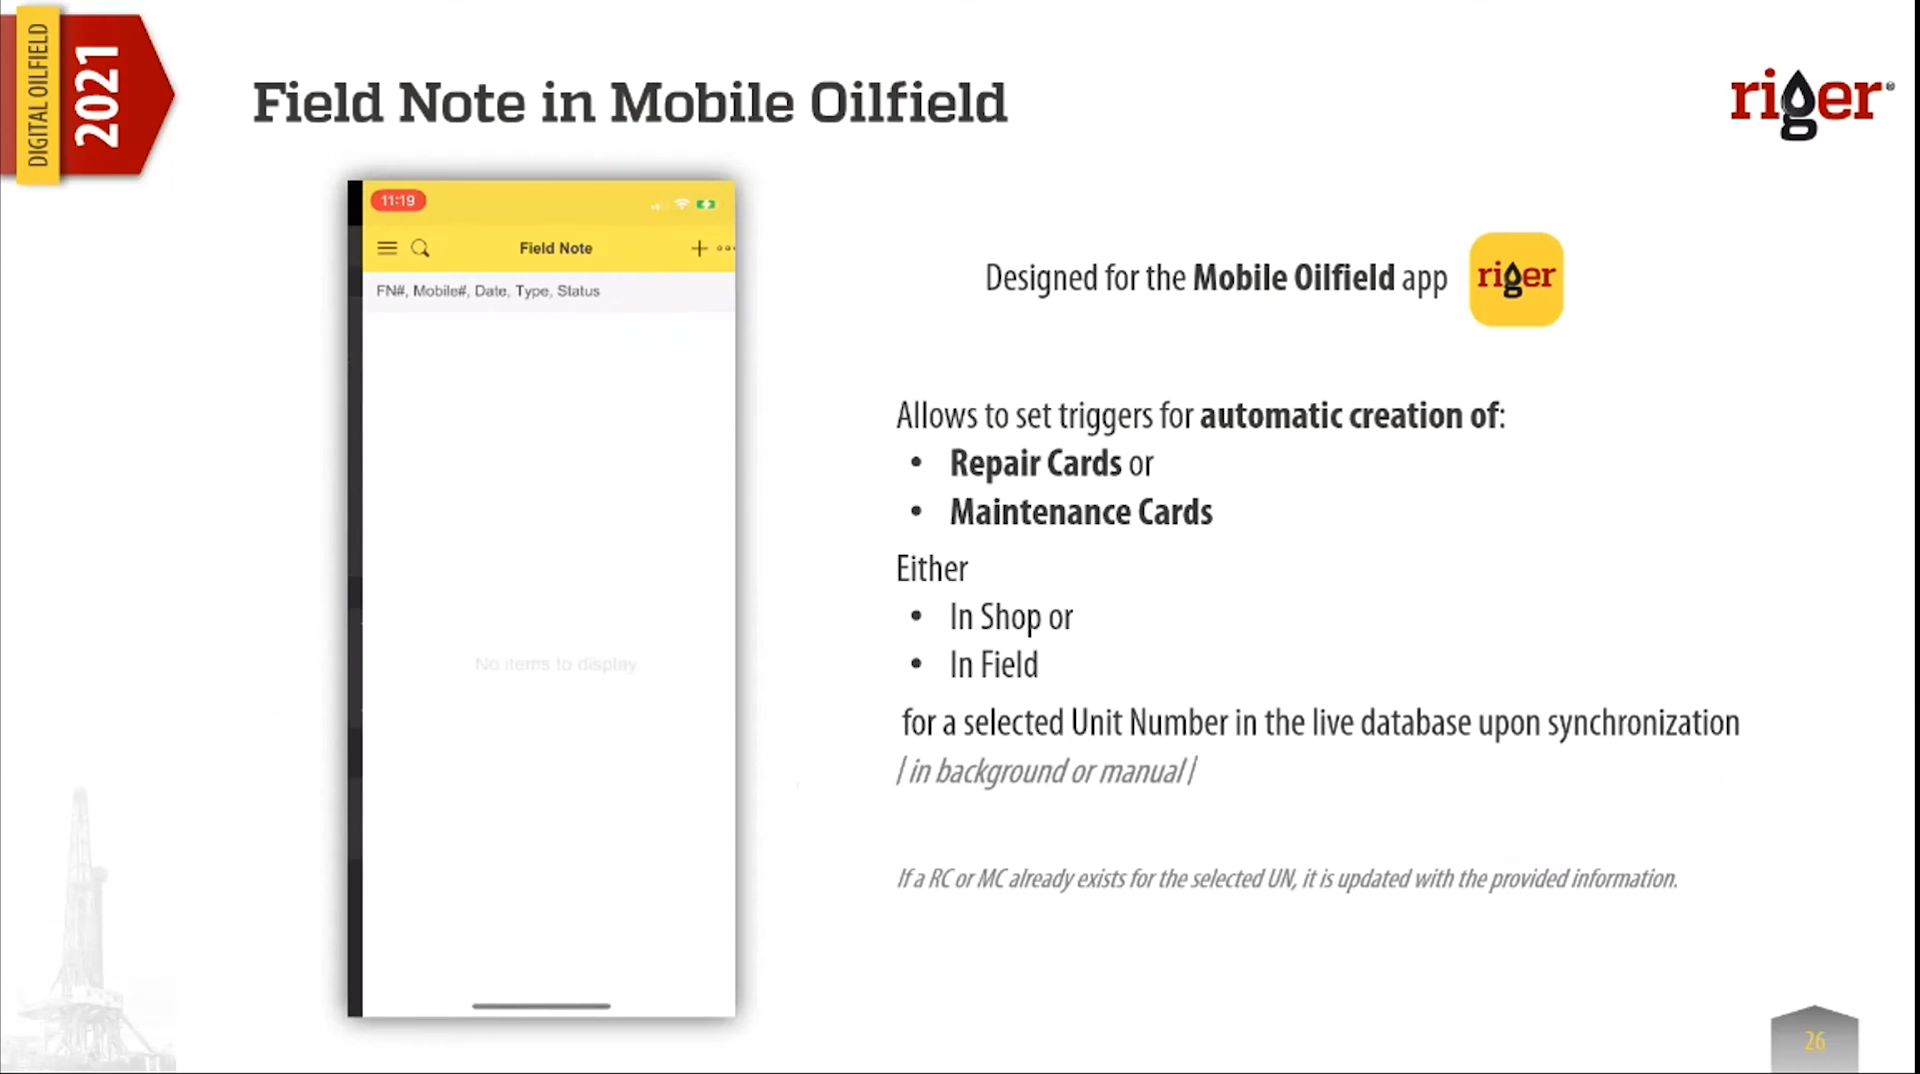 DIGITAL OILFIELD
2021
Field Note in Mobile Oilfield
riger®
11:19
Field Note
FN#, Mobile#, Date, Type, Status
No items to display
Designed for the Mobile Oilfield app
riger
Allows to set triggers for automatic creation of:
• Repair Cards or
• Maintenance Cards
Either
• In Shop or
• In Field
for a selected Unit Number in the live database upon synchronization
| in background or manual |
If a RC or MC already exists for the selected UN, it is updated with the provided information.
26